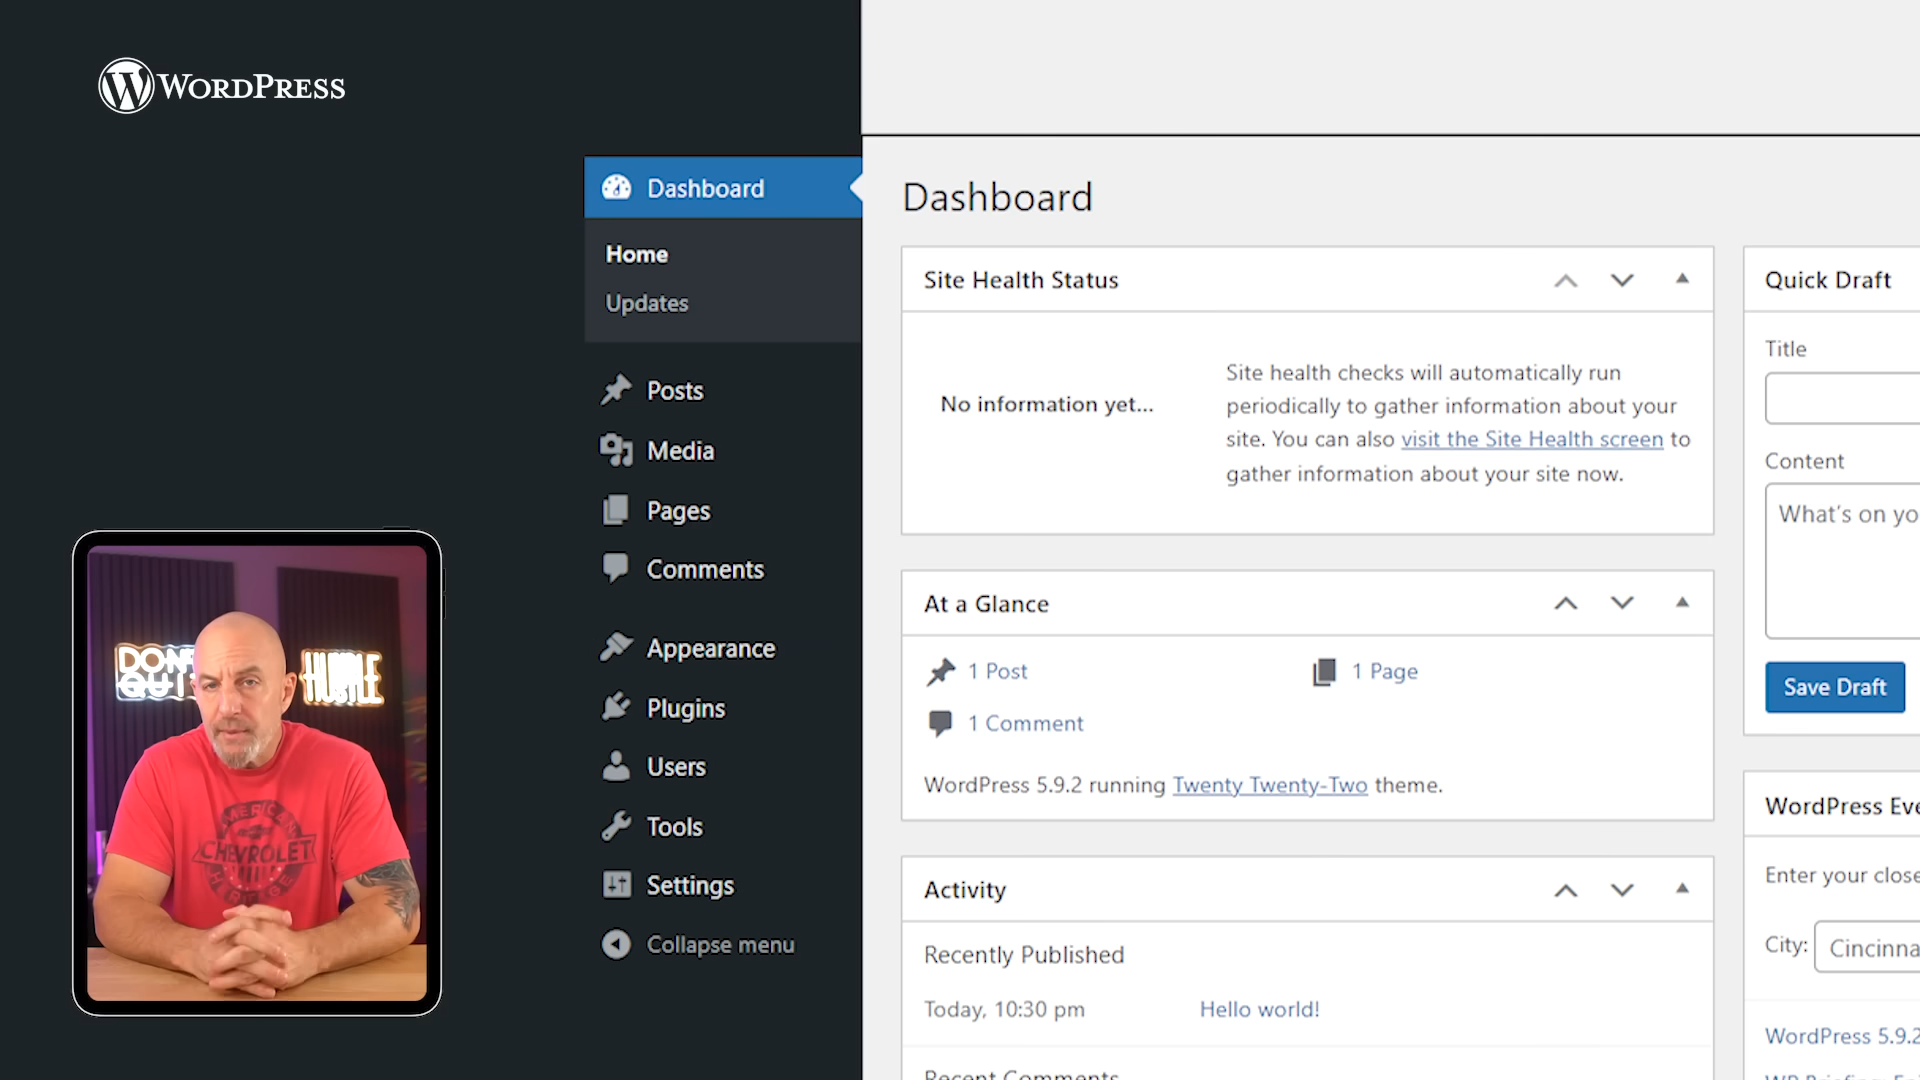 WORDPRESS
Dashboard
Home
Updates
Posts
Media
Pages
Comments
Appearance
Plugins
Users
Tools
Settings
Collapse menu
DON'T
QUIT
HUSTLE
AMERICAN
CHEVROLET
Dashboard
Site Health Status
No information yet...
Site health checks will automatically run
periodically to gather information about your
site. You can also visit the Site Health screen to
gather information about your site now.
At a Glance
1 Post
1 Page
1 Comment
WordPress 5.9.2 running Twenty Twenty-Two theme.
Activity
Recently Published
Today, 10:30 pm
Hello world!
Recent Comments
Quick Draft
Title
Content
What's on yo
Save Draft
WordPress Eve
Enter your close
City:
Cincinna
WordPress 5.9.2